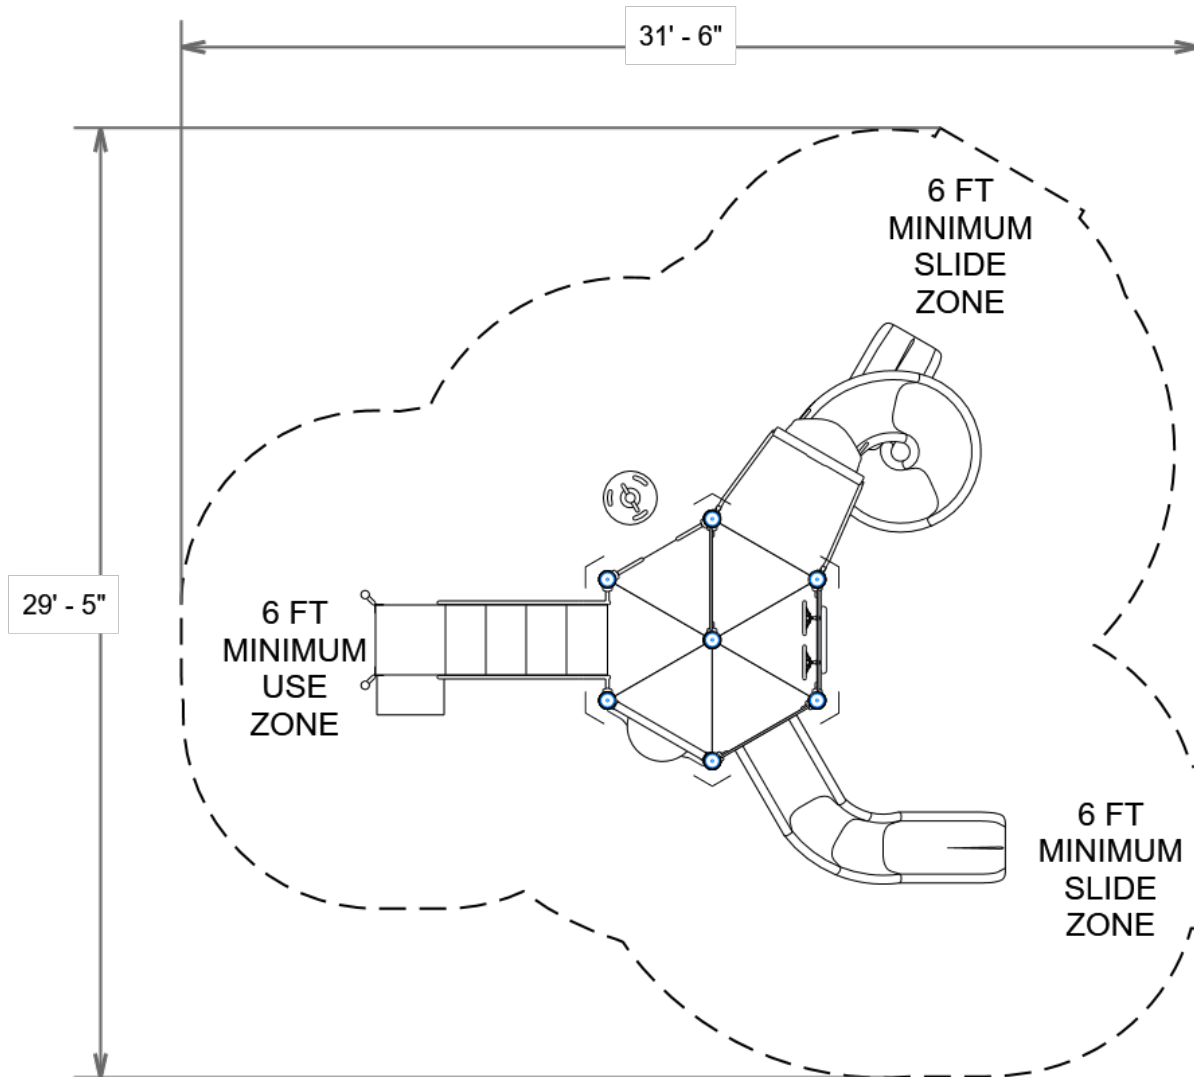 31' - 6"
6 FT
MINIMUM
SLIDE
ZONE
29' - 5"
6 FT
MINIMUM
USE
ZONE
6 FT
MINIMUM
SLIDE
ZONE